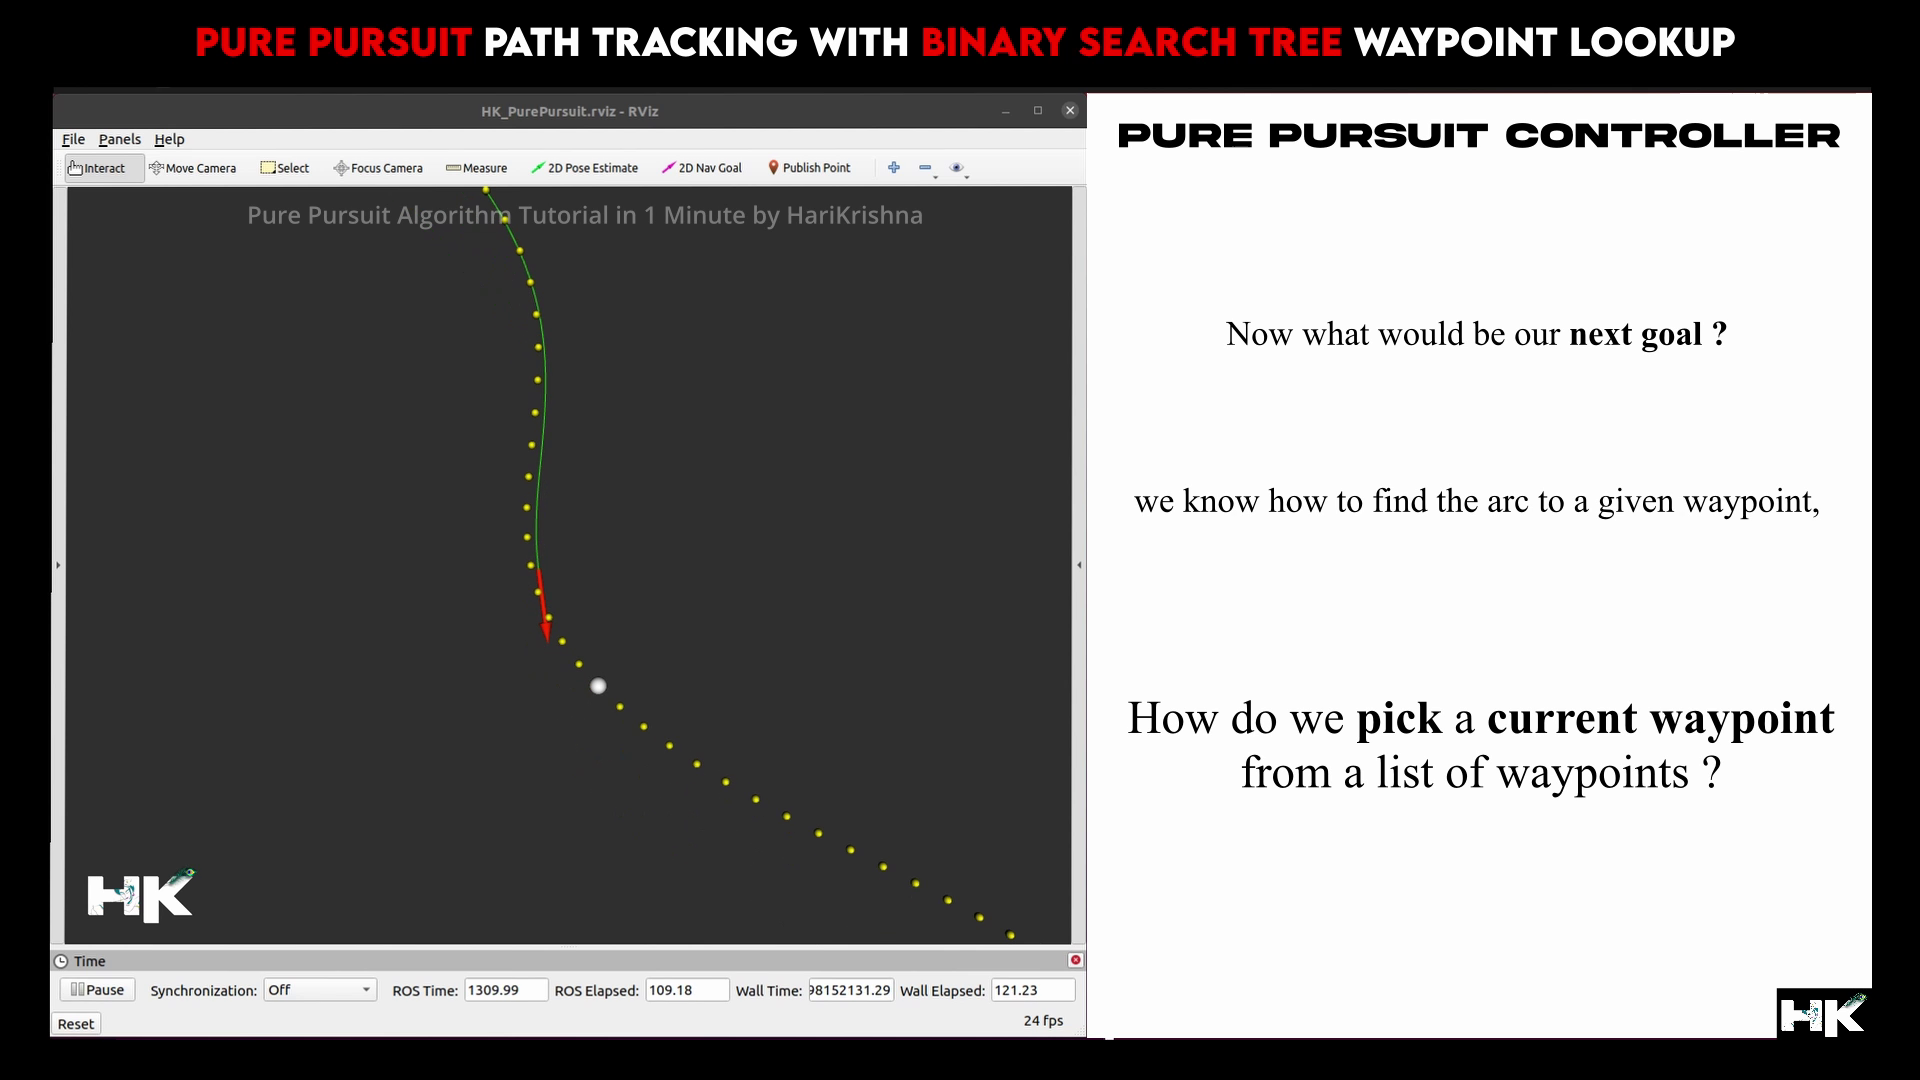 PURE PURSUIT PATH TRACKING WITH BINARY SEARCH TREE WAYPOINT LOOKUP
HK_PurePursuit.rviz - RViz
File Panels Help
Interact Move Camera Select Focus Camera Measure 2D Pose Estimate 2D Nav Goal Publish Point
Pure Pursuit Algorithm Tutorial in 1 Minute by HariKrishna
HK
Time
Pause Synchronization: Off ROS Time: 1309.99 ROS Elapsed: 109.18 Wall Time: 98152131.29 Wall Elapsed: 121.23
Reset 24 fps
PURE PURSUIT CONTROLLER
Now what would be our next goal ?
we know how to find the arc to a given waypoint,
How do we pick a current waypoint
from a list of waypoints ?
HK